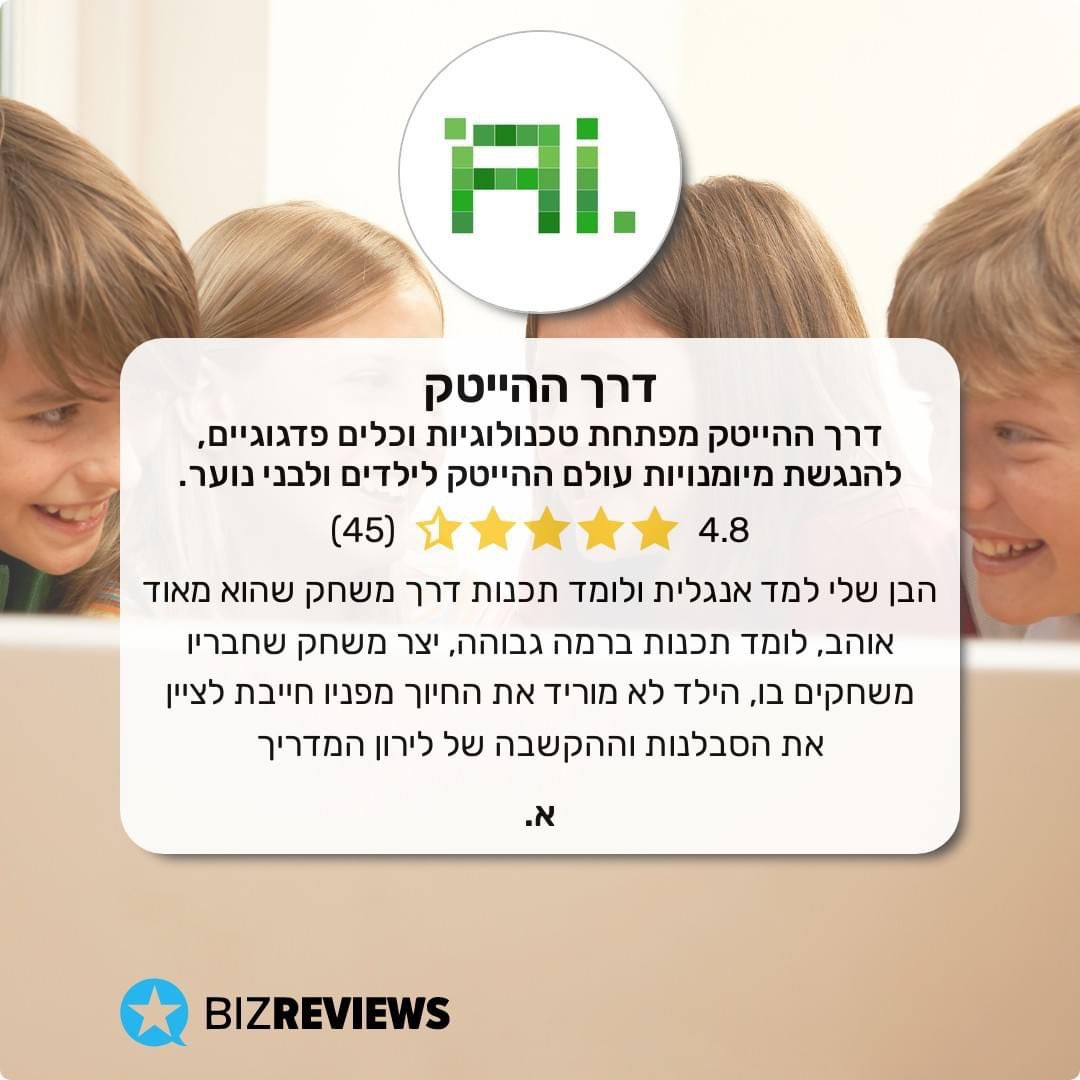 Ai.
דרך ההייטק
דרך ההייטק מפתחת טכנולוגיות וכלים פדגוגיים,
להנגשת מיומנויות עולם ההייטק לילדים ולבני נוער.
4.8 (45)
הבן שלי למד אנגלית ולומד תכנות דרך משחק שהוא מאוד
אוהב, לומד תכנות ברמה גבוהה, יצר משחק שחבריו
משחקים בו, הילד לא מוריד את החיוך מפניו חייבת לציין
את הסבלנות וההקשבה של לירון המדריך
א.
BIZREVIEWS